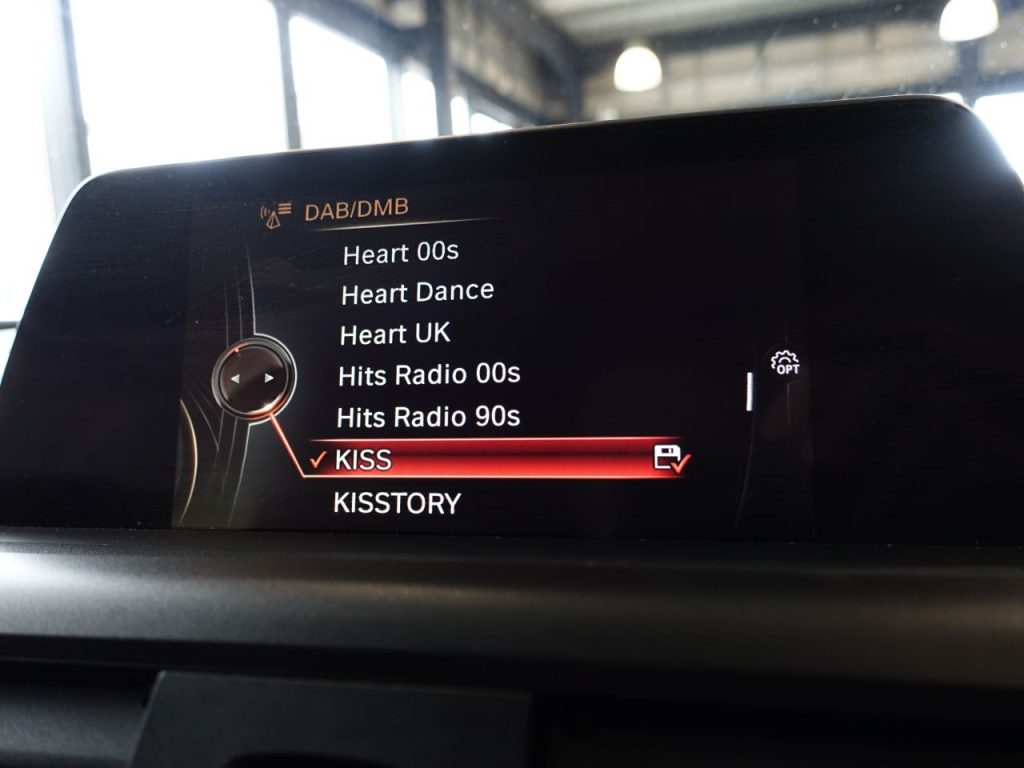 DAB/DMB
Heart 00s
Heart Dance
Heart UK
OPT
Hits Radio 00s
Hits Radio 90s
KISS
KISSTORY